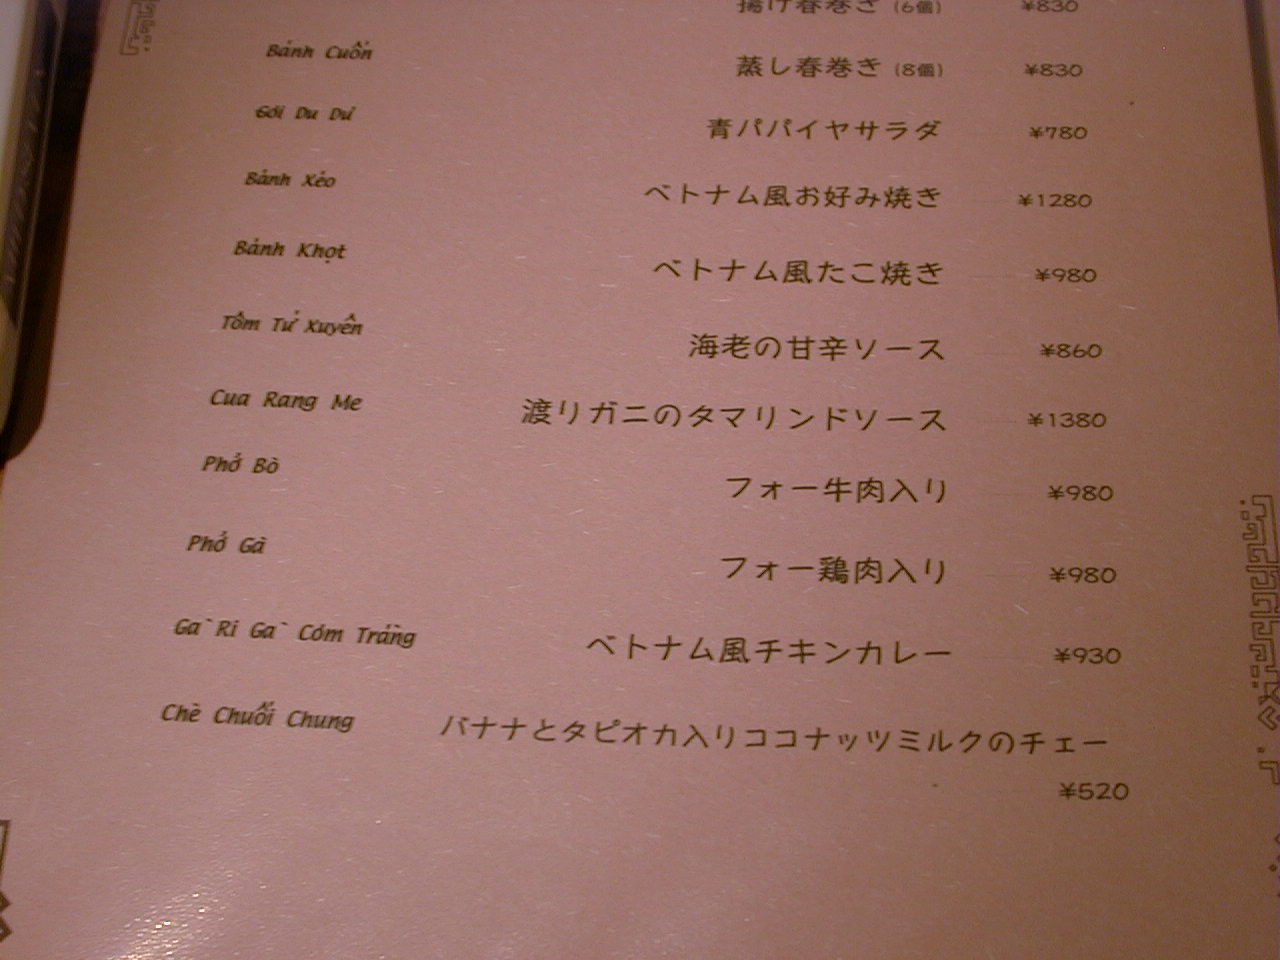 揚げ春巻き (6個) ¥830
Bánh Cuốn 蒸し春巻き (8個) ¥830
Gói Du Dử 青パパイヤサラダ ¥780
Bảnh Xẻo ベトナム風お好み焼き ¥1280
Bảnh Khọt ベトナム風たこ焼き ¥980
Tôm Tử Xuyên 海老の甘辛ソース ¥860
Cua Rang Me 渡りガニのタマリンドソース ¥1380
Phở Bò フォー牛肉入り ¥980
Phở Gà フォー鶏肉入り ¥980
Ga`Ri Ga` Cóm Trắng ベトナム風チキンカレー ¥930
Chè Chuối Chung バナナとタピオカ入りココナッツミルクのチェー
¥520